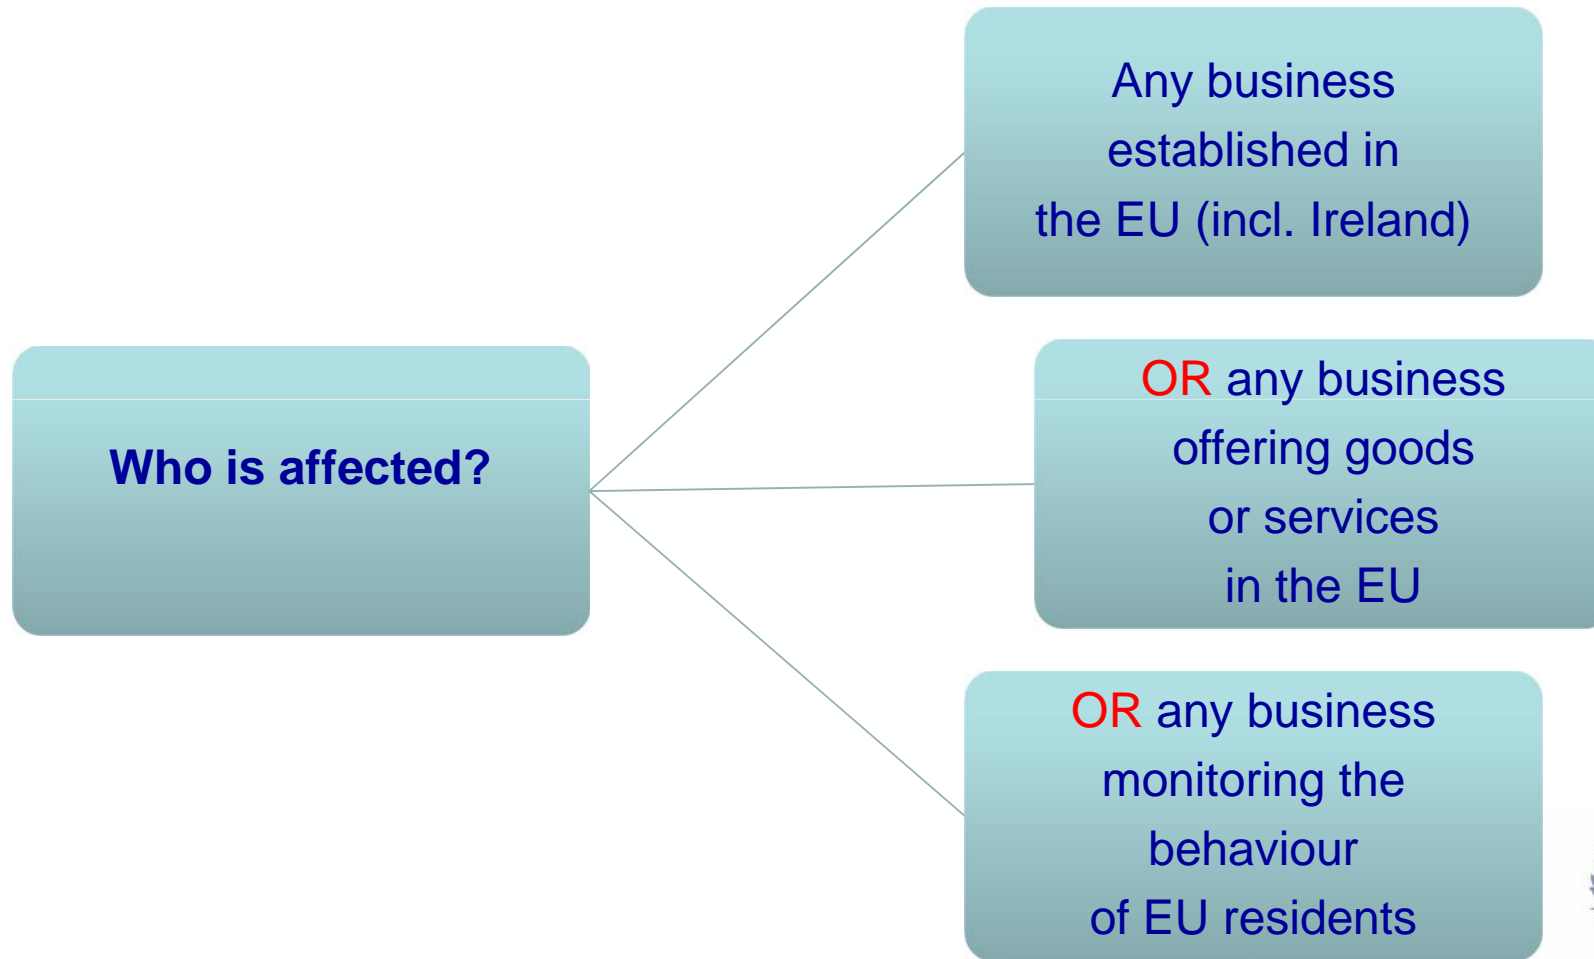 Any business
established in
the EU (incl. Ireland)
Who is affected?
OR any business
offering goods
or services
in the EU
OR any business
monitoring the
behaviour
of EU residents